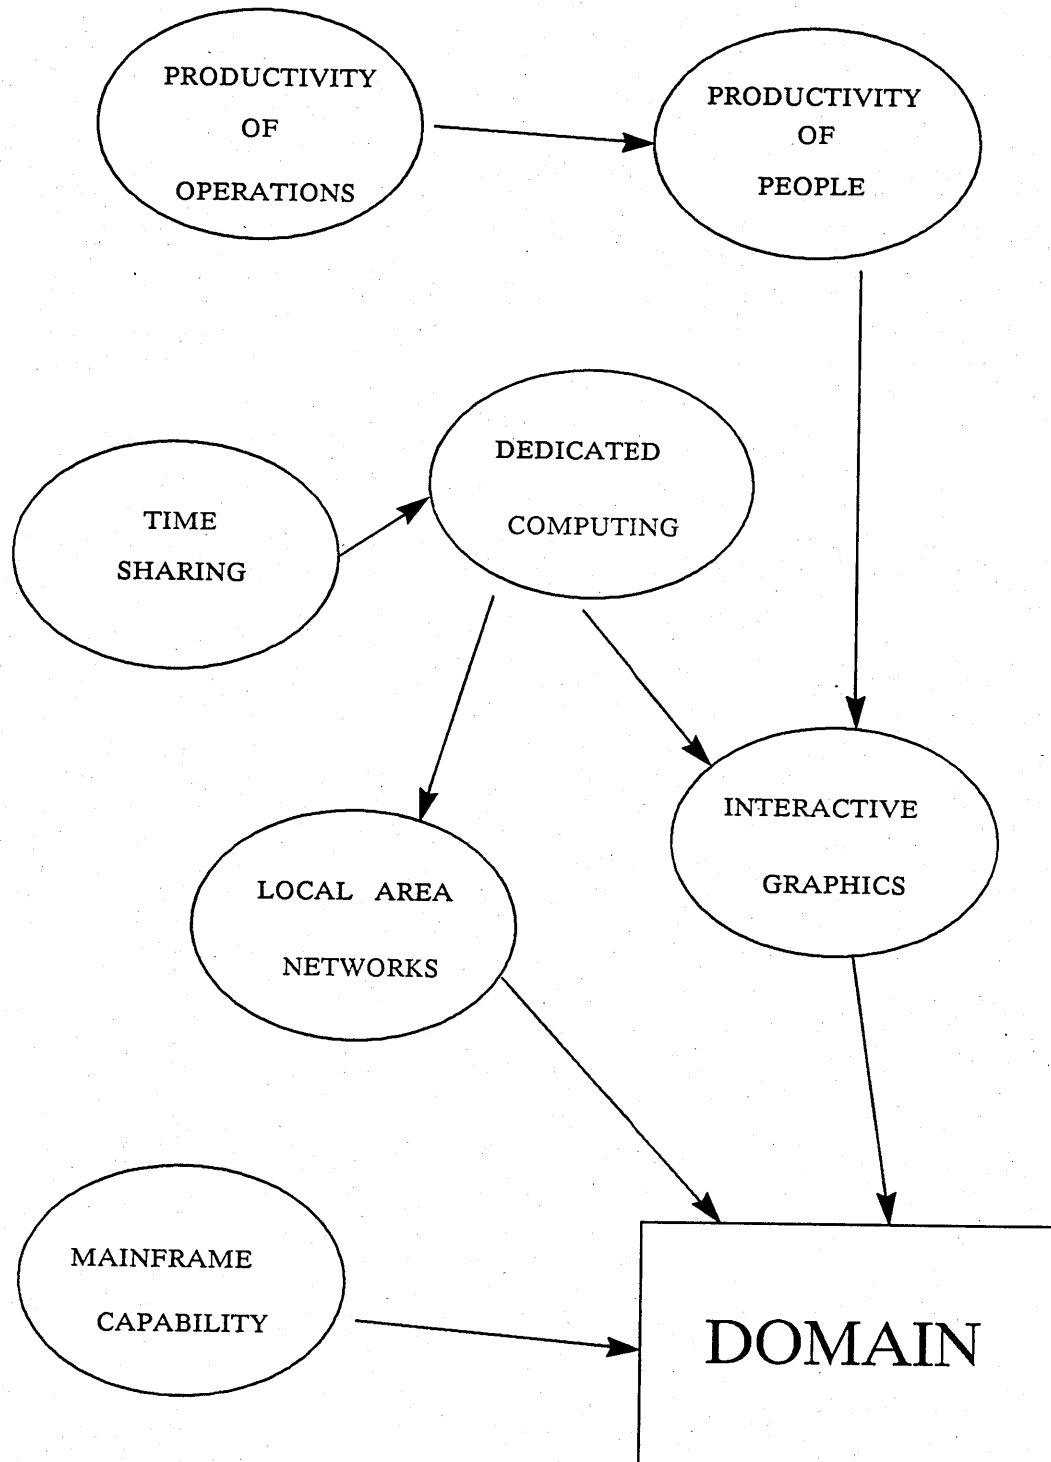 PRODUCTIVITY
OF
OPERATIONS
PRODUCTIVITY
OF
PEOPLE
DEDICATED
COMPUTING
TIME
SHARING
INTERACTIVE
GRAPHICS
LOCAL AREA
NETWORKS
MAINFRAME
CAPABILITY
DOMAIN